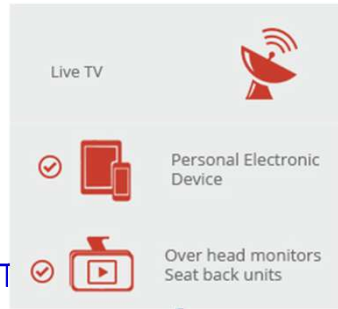 Live TV
Personal Electronic
Device
Over head monitors
Seat back units
T